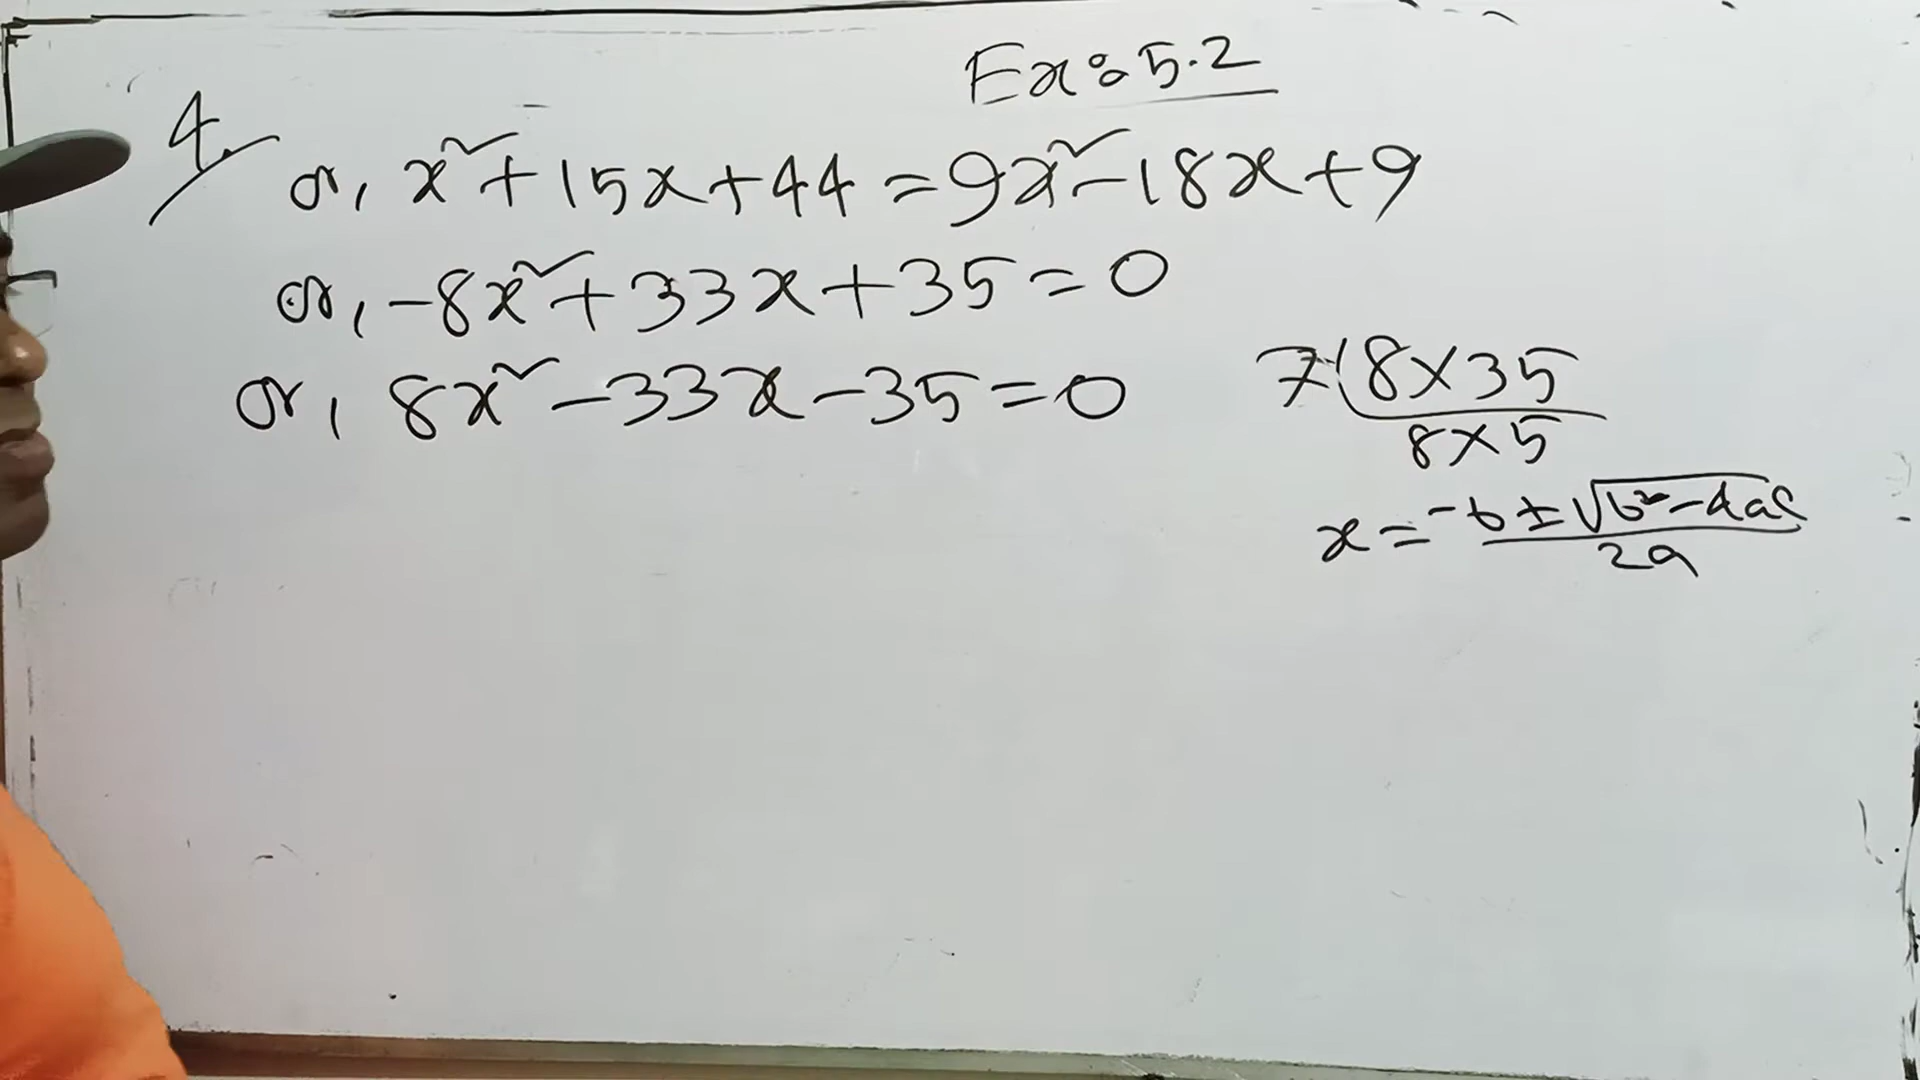 Ex: 5.2
4.
or, x² + 15x + 44 = 9x² - 18x + 9
or, -8x² + 33x + 35 = 0
or, 8x² - 33x - 35 = 0
7(8×35
8×5
x = -b ± √b² - 4ac
2a